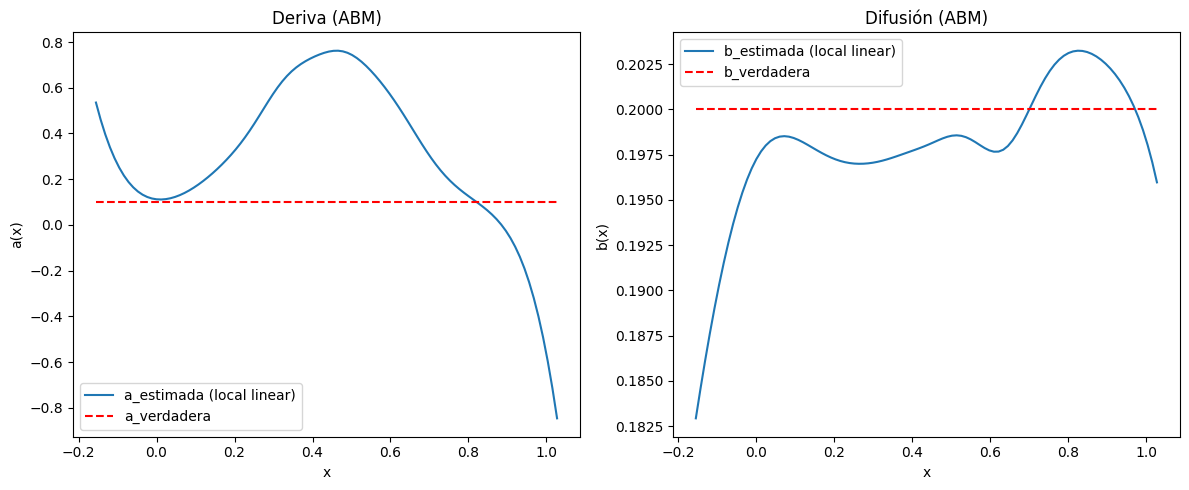 Deriva (ABM)
a(x)
0.8
0.6
0.4
0.2
0.0
−0.2
−0.4
−0.6
−0.8
a_estimada (local linear)
a_verdadera
−0.2 0.0 0.2 0.4 0.6 0.8 1.0
x
Difusión (ABM)
b(x)
b_estimada (local linear)
b_verdadera
0.2025
0.2000
0.1975
0.1950
0.1925
0.1900
0.1875
0.1850
0.1825
−0.2 0.0 0.2 0.4 0.6 0.8 1.0
x